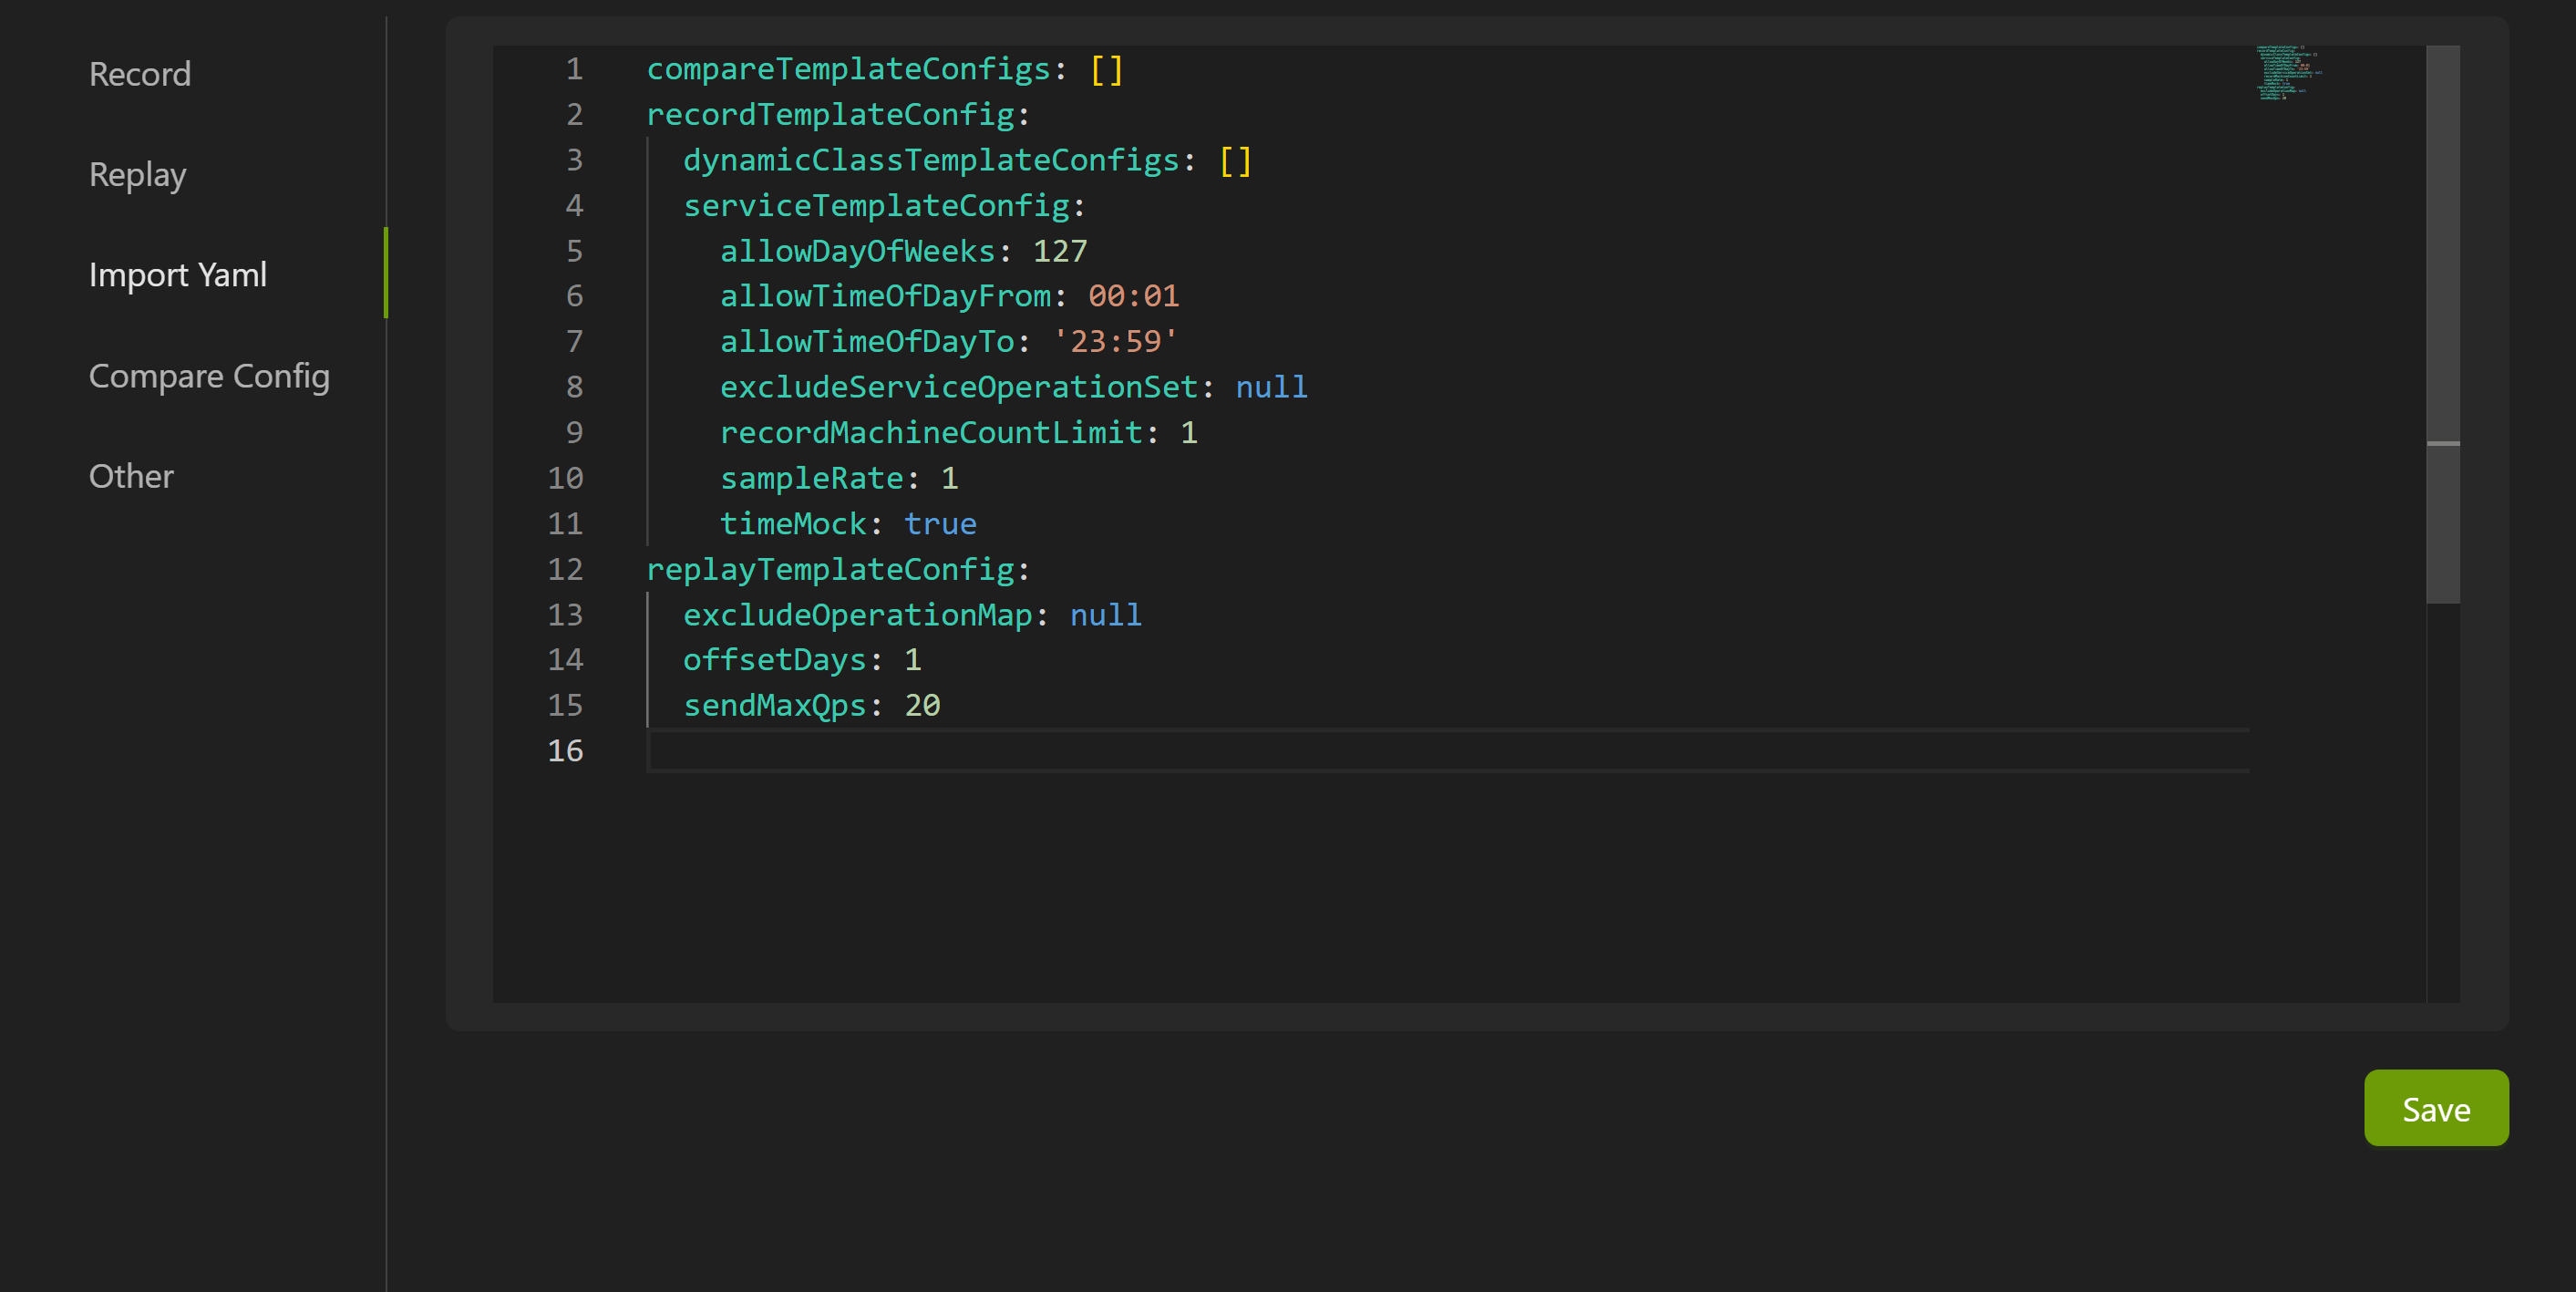 Record
Replay
Import Yaml
Compare Config
Other
1 compareTemplateConfigs: []
2 recordTemplateConfig:
3   dynamicClassTemplateConfigs: []
4   serviceTemplateConfig:
5     allowDayOfWeeks: 127
6     allowTimeOfDayFrom: 00:01
7     allowTimeOfDayTo: '23:59'
8     excludeServiceOperationSet: null
9     recordMachineCountLimit: 1
10     sampleRate: 1
11     timeMock: true
12 replayTemplateConfig:
13   excludeOperationMap: null
14   offsetDays: 1
15   sendMaxQps: 20
16
Save